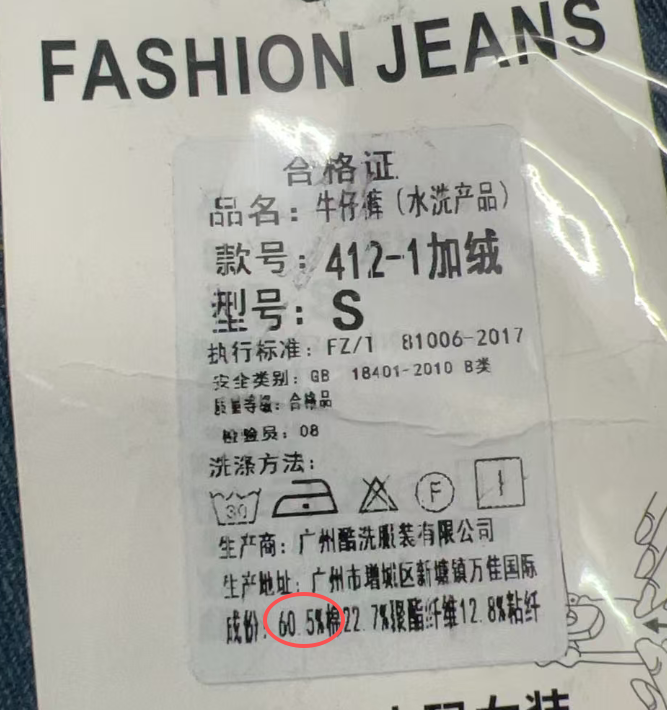 FASHION JEANS
合格证
品名：牛仔裤（水洗产品）
款号：412-1加绒
型号：S
执行标准：FZ/T 81006-2017
安全类别：GB 18401-2010 B类
质量等级：合格品
检验员：08
洗涤方法：
30 F
生产商：广州酷洗服装有限公司
生产地址：广州市增城区新塘镇万佳国际
成份：60.5%棉22.7%聚酯纤维12.8%粘纤